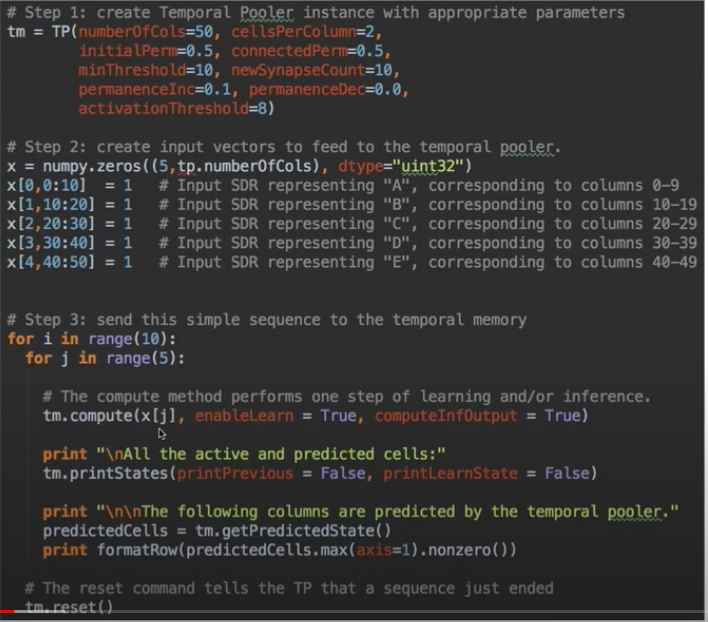 # Step 1: create Temporal Pooler instance with appropriate parameters
tm = TP(numberOfCols=50, cellsPerColumn=2,
        initialPerm=0.5, connectedPerm=0.5,
        minThreshold=10, newSynapseCount=10,
        permanenceInc=0.1, permanenceDec=0.0,
        activationThreshold=8)
# Step 2: create input vectors to feed to the temporal pooler.
x = numpy.zeros((5,tp.numberOfCols), dtype="uint32")
x[0,0:10]  = 1   # Input SDR representing "A", corresponding to columns 0-9
x[1,10:20] = 1   # Input SDR representing "B", corresponding to columns 10-19
x[2,20:30] = 1   # Input SDR representing "C", corresponding to columns 20-29
x[3,30:40] = 1   # Input SDR representing "D", corresponding to columns 30-39
x[4,40:50] = 1   # Input SDR representing "E", corresponding to columns 40-49
# Step 3: send this simple sequence to the temporal memory
for i in range(10):
  for j in range(5):
    # The compute method performs one step of learning and/or inference.
    tm.compute(x[j], enableLearn = True, computeInfOutput = True)
    print "\nAll the active and predicted cells:"
    tm.printStates(printPrevious = False, printLearnState = False)
    print "\n\nThe following columns are predicted by the temporal pooler."
    predictedCells = tm.getPredictedState()
    print formatRow(predictedCells.max(axis=1).nonzero())
  # The reset command tells the TP that a sequence just ended
  tm.reset()